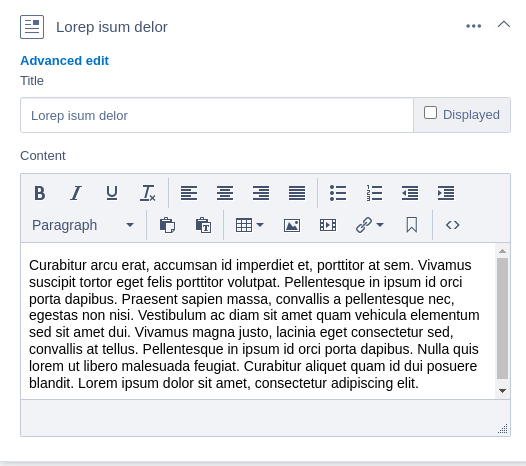 Lorep isum delor
Advanced edit
Title
Lorep isum delor
Displayed
Content
B I U Tx
Paragraph
Curabitur arcu erat, accumsan id imperdiet et, porttitor at sem. Vivamus
suscipit tortor eget felis porttitor volutpat. Pellentesque in ipsum id orci
porta dapibus. Praesent sapien massa, convallis a pellentesque nec,
egestas non nisi. Vestibulum ac diam sit amet quam vehicula elementum
sed sit amet dui. Vivamus magna justo, lacinia eget consectetur sed,
convallis at tellus. Pellentesque in ipsum id orci porta dapibus. Nulla quis
lorem ut libero malesuada feugiat. Curabitur aliquet quam id dui posuere
blandit. Lorem ipsum dolor sit amet, consectetur adipiscing elit.